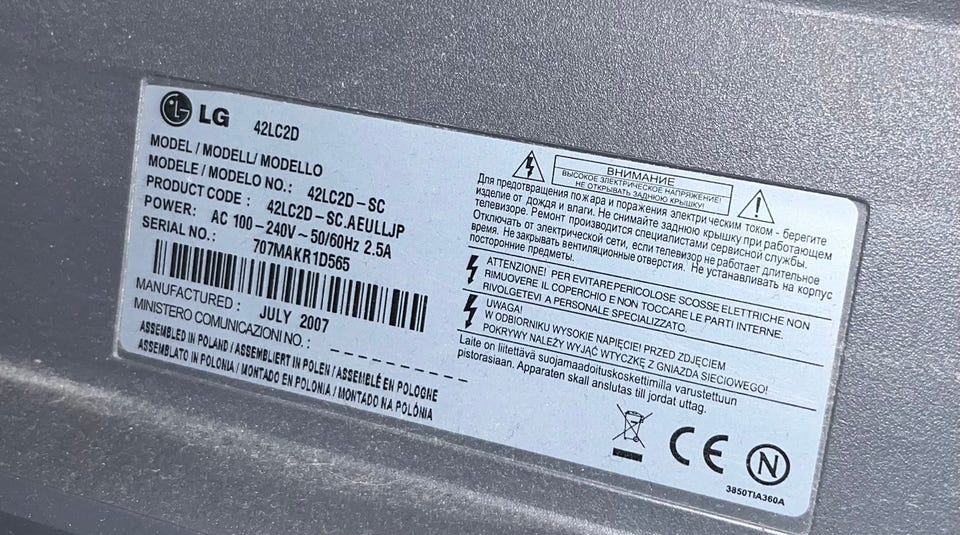 LG 42LC2D
MODEL / MODELL/ MODELLO
MODELE / MODELO NO.: 42LC2D-SC
PRODUCT CODE : 42LC2D-SC.AEULLJP
POWER: AC 100-240V~50/60Hz 2.5A
SERIAL NO.: 707MAKR1D565
MANUFACTURED : JULY 2007
MINISTERO COMUNICAZIONI NO. :
ASSEMBLED IN POLAND / ASSEMBLIERT IN POLEN / ASSEMBLÉ EN POLOGNE
ASSEMBLATO IN POLONIA / MONTADO EN POLONIA / MONTADO NA POLÓNIA
ВНИМАНИЕ
ВЫСОКОЕ ЭЛЕКТРИЧЕСКОЕ НАПРЯЖЕНИЕ!
НЕ ОТКРЫВАТЬ ЗАДНЮЮ КРЫШКУ!
Для предотвращения пожара и поражения электрическим током - берегите
изделие от дождя и влаги. Не снимайте заднюю крышку при работающем
телевизоре. Ремонт производится специалистами сервисной службы.
Отключать от электрической сети, если телевизор не работает длительное
время. Не закрывать вентиляционные отверстия. Не устанавливать на корпус
посторонние предметы.
ATTENZIONE! PER EVITARE PERICOLOSE SCOSSE ELETTRICHE NON
RIMUOVERE IL COPERCHIO E NON TOCCARE LE PARTI INTERNE.
RIVOLGETEVI A PERSONALE SPECIALIZZATO.
UWAGA!
W ODBIORNIKU WYSOKIE NAPIĘCIE! PRZED ZDJĘCIEM
POKRYWY NALEŻY WYJĄĆ WTYCZKĘ Z GNIAZDA SIECIOWEGO!
Laite on liitettävä suojamaadoituskoskettimilla varustettuun
pistorasiaan. Apparaten skall anslutas till jordat uttag.
CE N
3850TIA360A